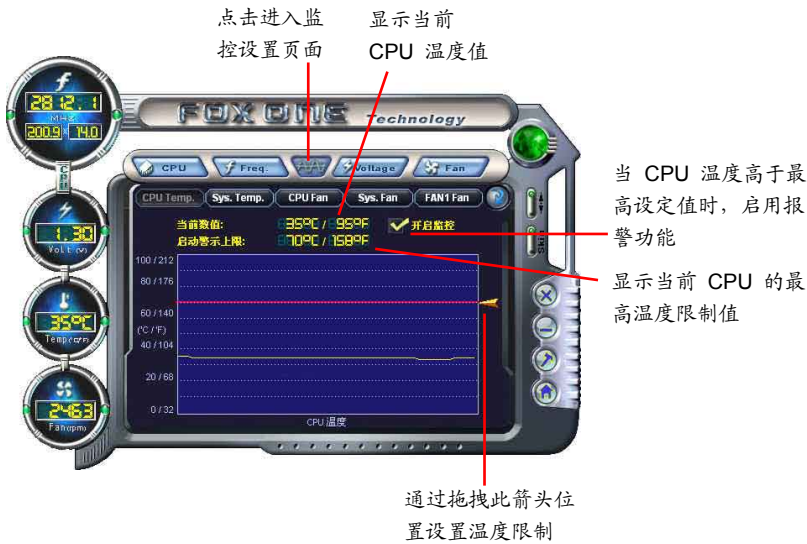 点击进入监
控设置页面
显示当前
CPU 温度值
2812.1
MHZ
200.9 × 14.0
CPU
FOX ONE Technology
CPU
Freq.
Voltage
Fan
CPU Temp.
Sys. Temp.
CPU Fan
Sys. Fan
FAN1 Fan
?
当前数值: 35ºC / 95ºF
开启监控
启动警示上限: 70ºC / 158ºF
1.30
Volt (v)
35ºC
Temp(c/F)
2463
Fan(rpm)
100 / 212
80 / 176
60 / 140
(°C / °F)
40 / 104
20 / 68
0 / 32
CPU 温度
Skin
当 CPU 温度高于最
高设定值时，启用报
警功能
显示当前 CPU 的最
高温度限制值
通过拖拽此箭头位
置设置温度限制